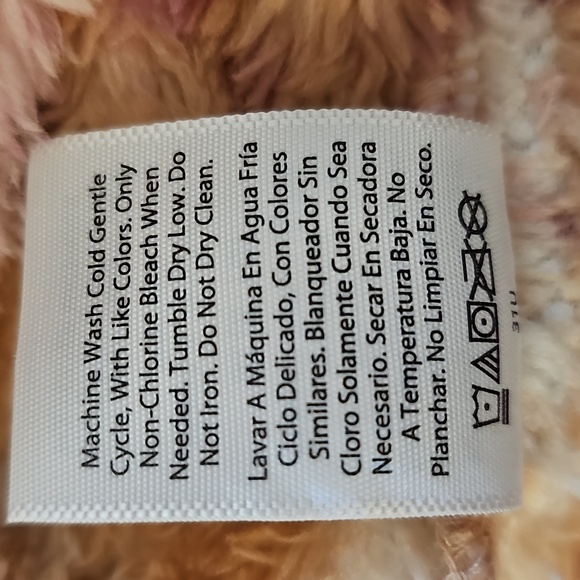 Machine Wash Cold Gentle
Cycle, With Like Colors. Only
Non-Chlorine Bleach When
Needed. Tumble Dry Low. Do
Not Iron. Do Not Dry Clean.
Lavar A Máquina En Agua Fría
Ciclo Delicado, Con Colores
Similares. Blanqueador Sin
Cloro Solamente Cuando Sea
Necesario. Secar En Secadora
A Temperatura Baja. No
Planchar. No Limpiar En Seco.